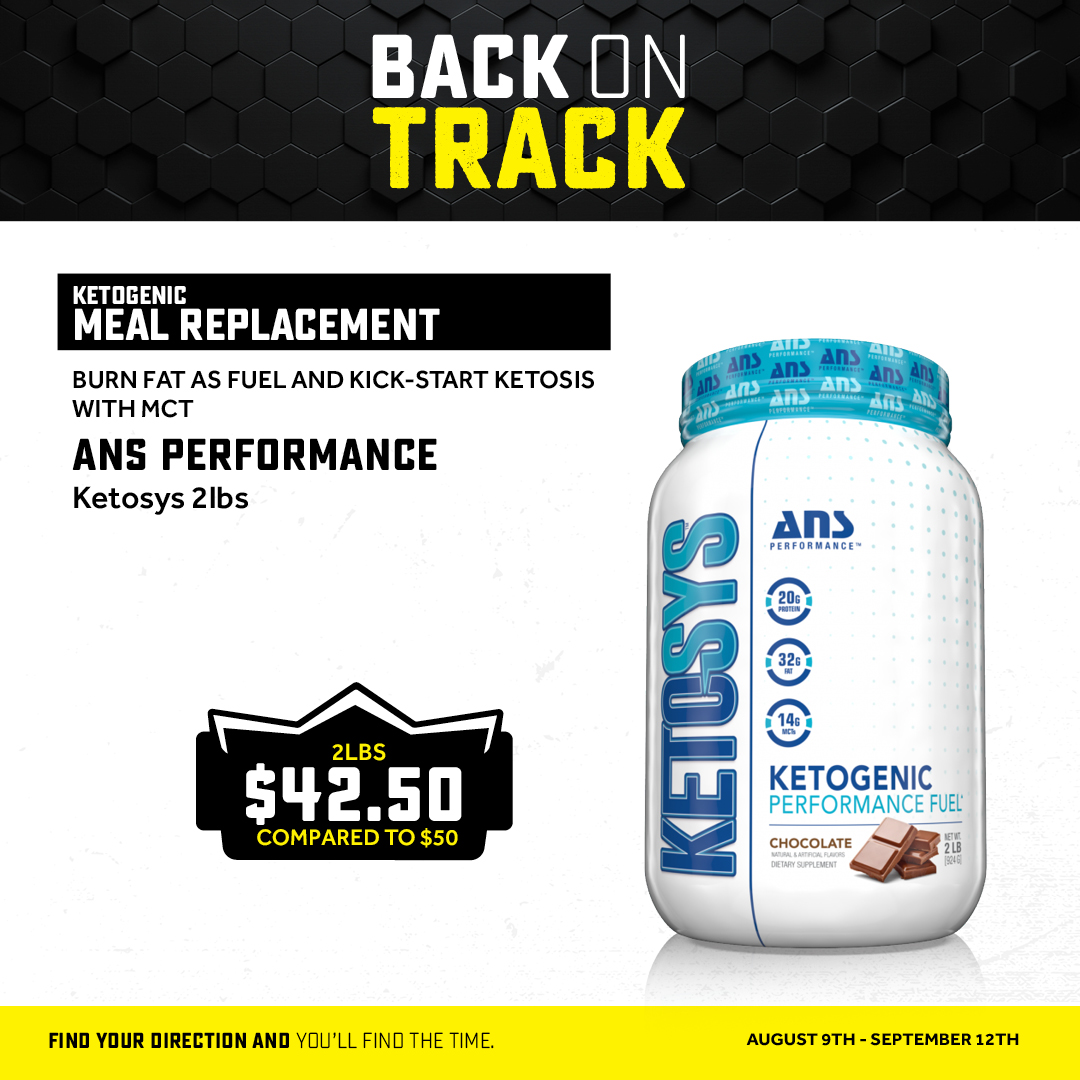 BACK ON
TRACK
KETOGENIC
MEAL REPLACEMENT
BURN FAT AS FUEL AND KICK-START KETOSIS
WITH MCT
ANS PERFORMANCE
Ketosys 2lbs
2LBS
$42.50
COMPARED TO $50
ANS
PERFORMANCE™
KETOSYS™
20G
PROTEIN
32G
FAT
14G
MCTs
KETOGENIC
PERFORMANCE FUEL*
CHOCOLATE
NATURAL & ARTIFICIAL FLAVORS
DIETARY SUPPLEMENT
NET WT.
2 LB
(924 G)
FIND YOUR DIRECTION AND YOU'LL FIND THE TIME.
AUGUST 9TH - SEPTEMBER 12TH